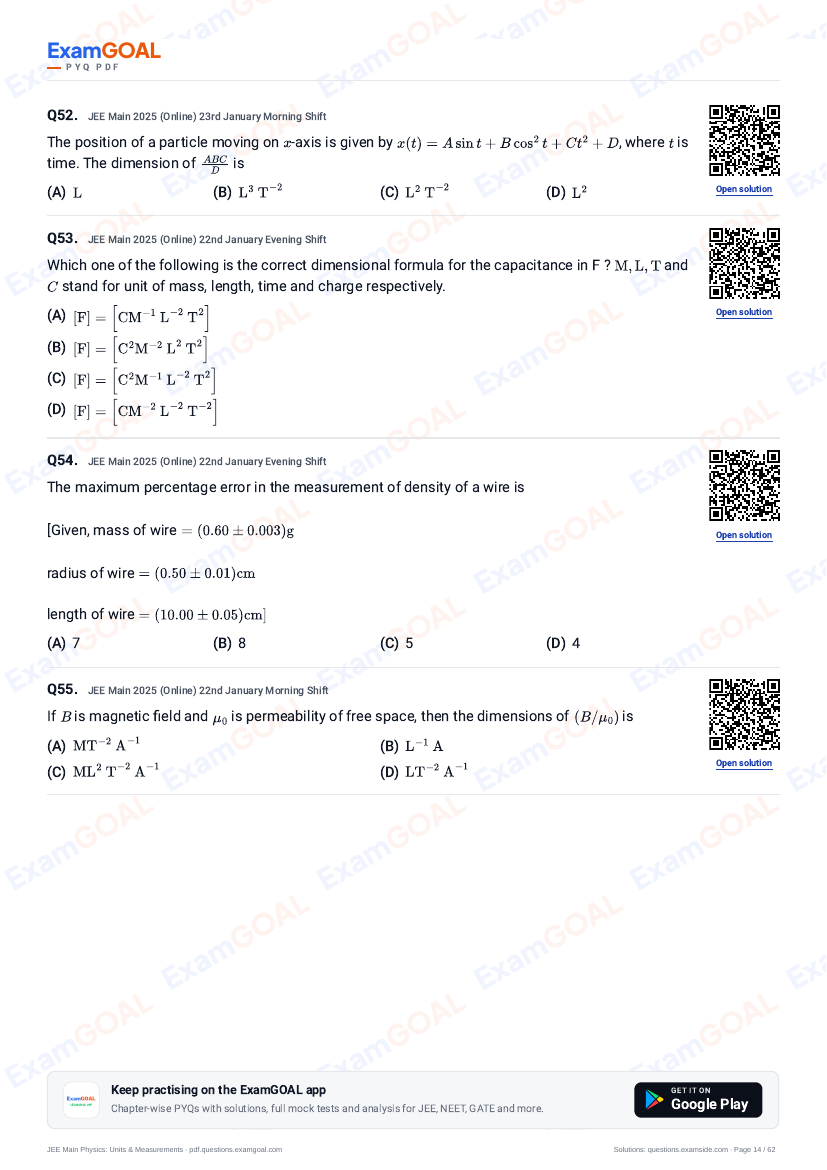 ExamGOAL
PYQ PDF
Q52. JEE Main 2025 (Online) 23rd January Morning Shift
The position of a particle moving on x-axis is given by x(t) = A sin t + B cos² t + Ct² + D, where t is
time. The dimension of ABC/D is
(A) L (B) L³ T⁻² (C) L² T⁻² (D) L²
Open solution
Q53. JEE Main 2025 (Online) 22nd January Evening Shift
Which one of the following is the correct dimensional formula for the capacitance in F ? M, L, T and
C stand for unit of mass, length, time and charge respectively.
Open solution
(A) [F] = [CM⁻¹ L⁻² T²]
(B) [F] = [C²M⁻² L² T²]
(C) [F] = [C²M⁻¹ L⁻² T²]
(D) [F] = [CM⁻² L⁻² T⁻²]
Q54. JEE Main 2025 (Online) 22nd January Evening Shift
The maximum percentage error in the measurement of density of a wire is
[Given, mass of wire = (0.60 ± 0.003)g
Open solution
radius of wire = (0.50 ± 0.01)cm
length of wire = (10.00 ± 0.05)cm]
(A) 7 (B) 8 (C) 5 (D) 4
Q55. JEE Main 2025 (Online) 22nd January Morning Shift
If B is magnetic field and μ₀ is permeability of free space, then the dimensions of (B/μ₀) is
(A) MT⁻² A⁻¹ (B) L⁻¹ A
(C) ML² T⁻² A⁻¹ (D) LT⁻² A⁻¹
Open solution
Keep practising on the ExamGOAL app
Chapter-wise PYQs with solutions, full mock tests and analysis for JEE, NEET, GATE and more.
GET IT ON
Google Play
JEE Main Physics: Units & Measurements · pdf.questions.examgoal.com Solutions: questions.examside.com · Page 14 / 62